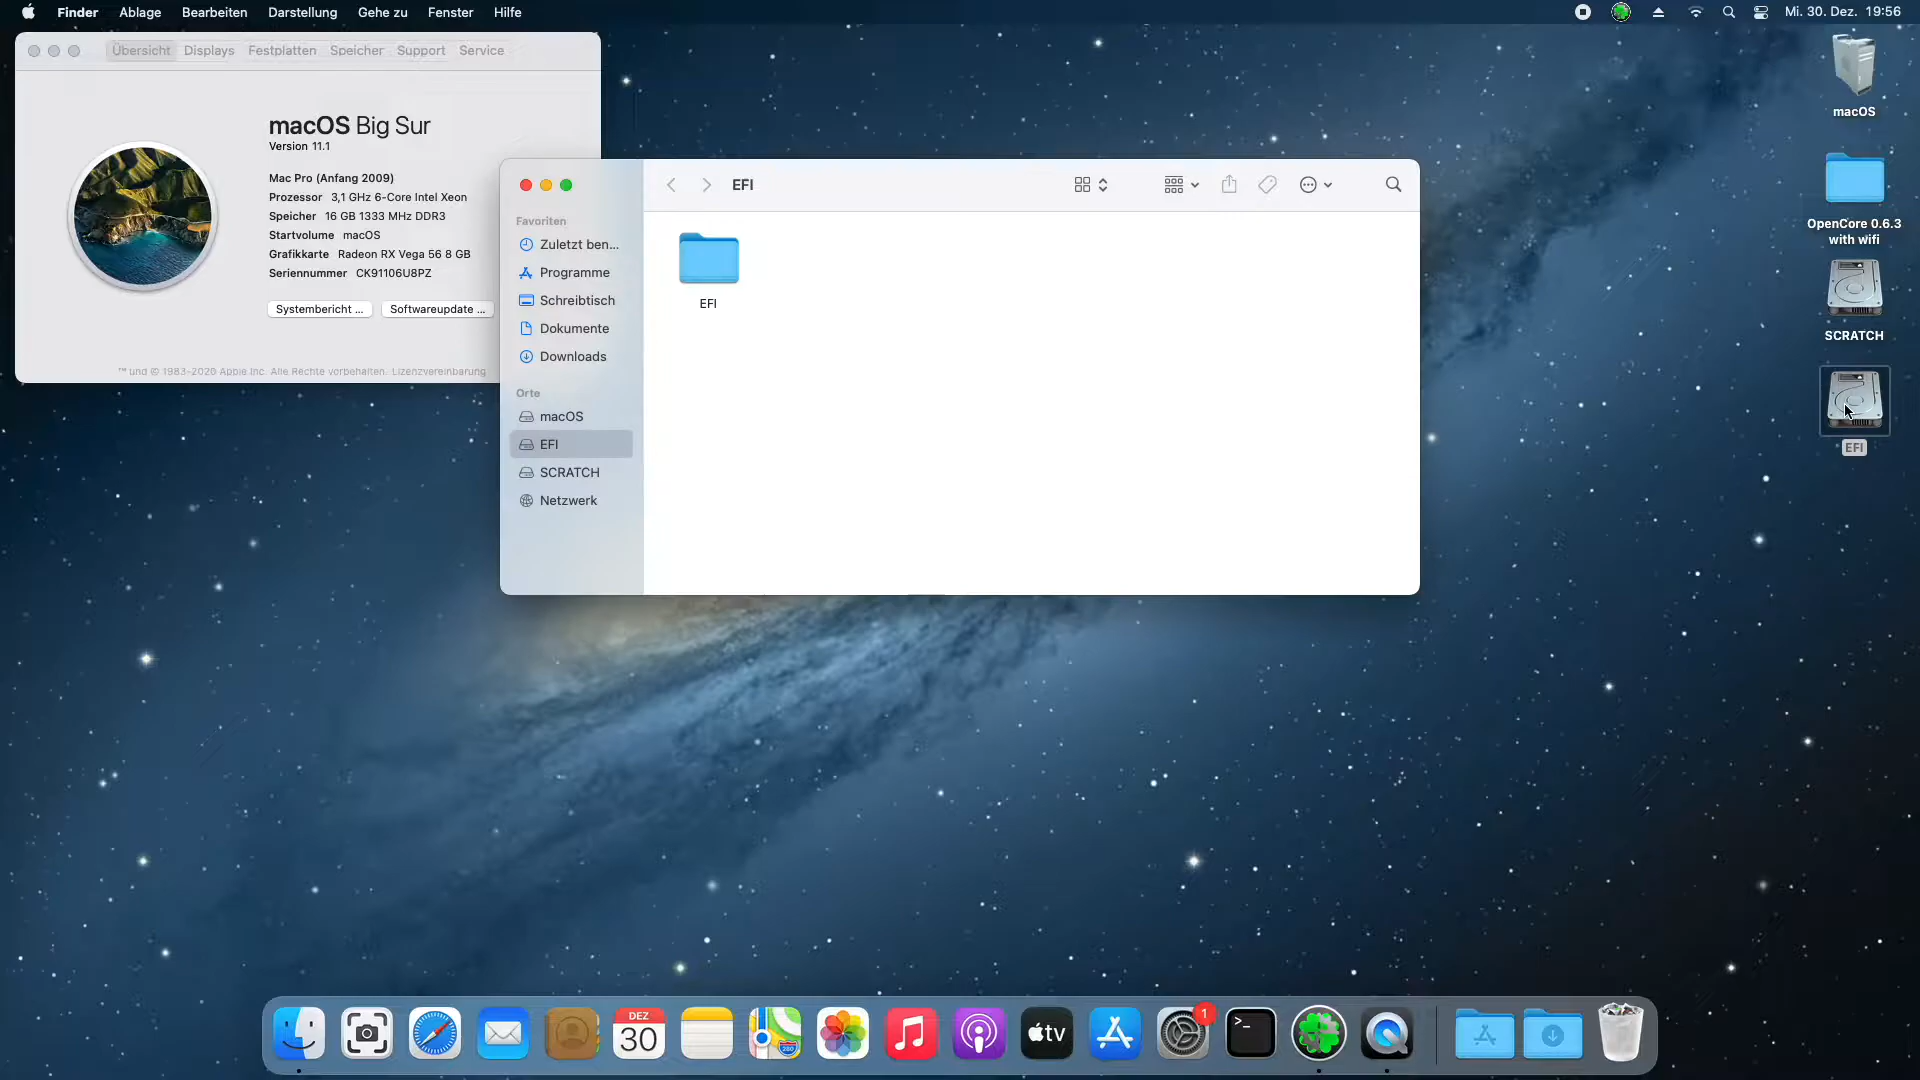 Finder Ablage Bearbeiten Darstellung Gehe zu Fenster Hilfe
Mi. 30. Dez. 19:56
Übersicht Displays Festplatten Speicher Support Service
macOS Big Sur
Version 11.1
Mac Pro (Anfang 2009)
Prozessor 3,1 GHz 6-Core Intel Xeon
Speicher 16 GB 1333 MHz DDR3
Startvolume macOS
Grafikkarte Radeon RX Vega 56 8 GB
Seriennummer CK91106U8PZ
Systembericht ...
Softwareupdate ...
™ und © 1983-2020 Apple Inc. Alle Rechte vorbehalten. Lizenzvereinbarung
EFI
Favoriten
Zuletzt ben...
Programme
Schreibtisch
Dokumente
Downloads
Orte
macOS
EFI
SCRATCH
Netzwerk
EFI
macOS
OpenCore 0.6.3
with wifi
SCRATCH
EFI
DEZ
30
280
tv
1
>_